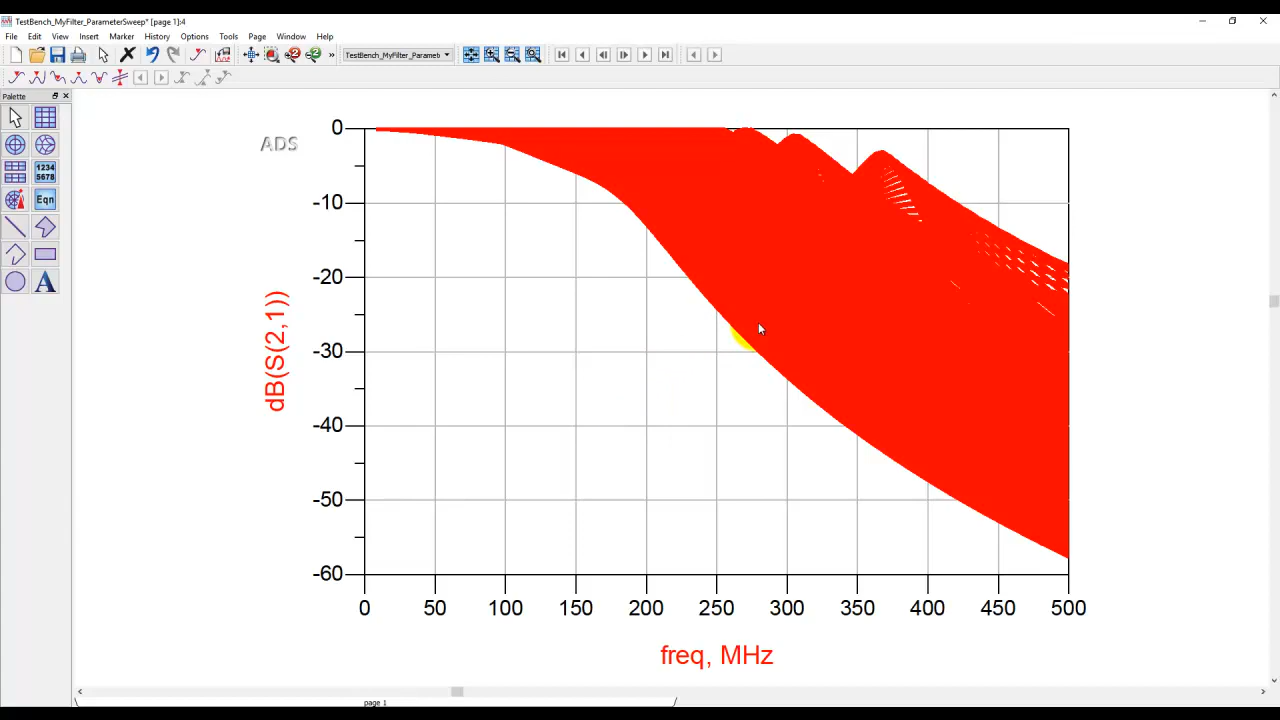 TestBench_MyFilter_ParameterSweep* [page 1]:4
File Edit View Insert Marker History Options Tools Page Window Help
» TestBench_MyFilter_Parameb
Palette
1234
5678
Eqn
A
ADS
0
-10
-20
-30
-40
-50
-60
dB(S(2,1))
0 50 100 150 200 250 300 350 400 450 500
freq, MHz
page 1